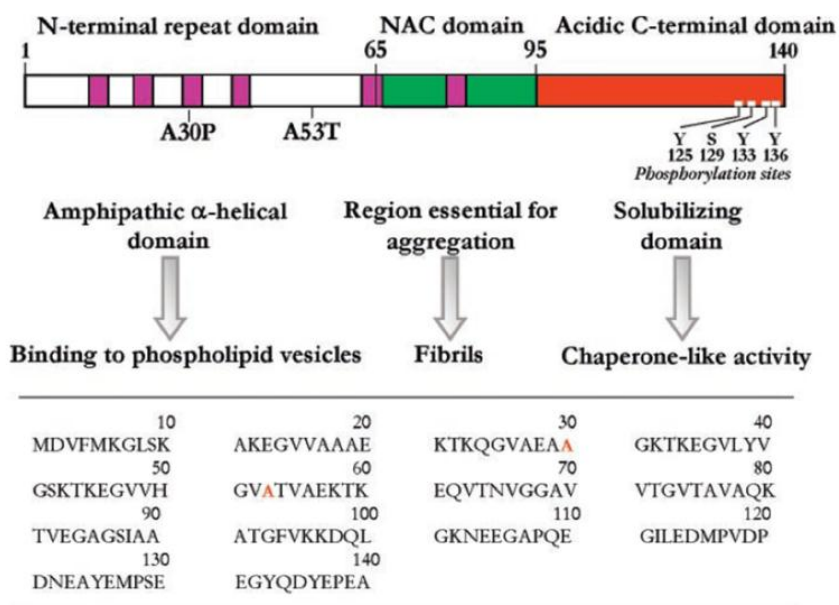 N-terminal repeat domain NAC domain Acidic C-terminal domain
1 65 95 140
A30P A53T
Y S Y Y
125 129 133 136
Phosphorylation sites
Amphipathic α-helical Region essential for Solubilizing
domain aggregation domain
Binding to phospholipid vesicles Fibrils Chaperone-like activity
10 20 30 40
MDVFMKGLSK AKEGVVAAAE KTKQGVAEAA GKTKEGVLYV
50 60 70 80
GSKTKEGVVH GVATVAEKTK EQVTNVGGAV VTGVTAVAQK
90 100 110 120
TVEGAGSIAA ATGFVKKDQL GKNEEGAPQE GILEDMPVDP
130 140
DNEAYEMPSE EGYQDYEPEA